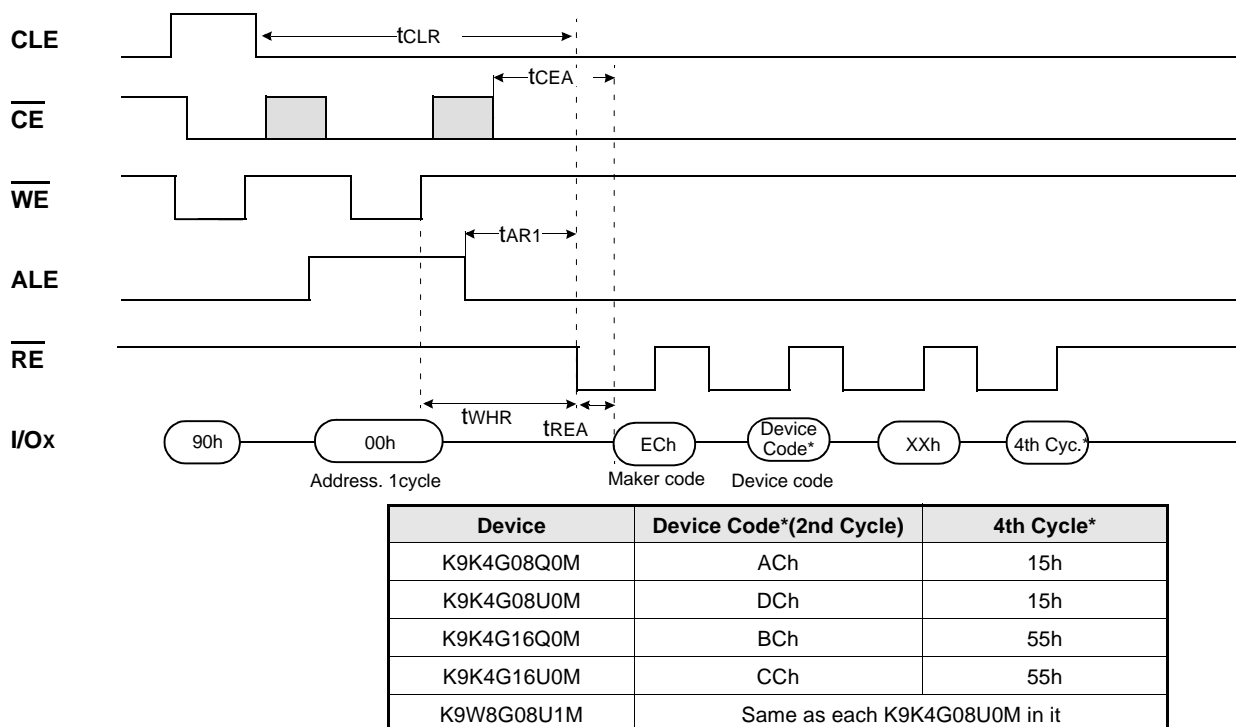 CLE
tCLR
tCEA
CE
WE
tAR1
ALE
RE
tWHR
tREA
I/Ox
90h
00h
ECh
Device
Code*
XXh
4th Cyc.*
Address. 1cycle
Maker code
Device code
Device Device Code*(2nd Cycle) 4th Cycle*
K9K4G08Q0M ACh 15h
K9K4G08U0M DCh 15h
K9K4G16Q0M BCh 55h
K9K4G16U0M CCh 55h
K9W8G08U1M Same as each K9K4G08U0M in it